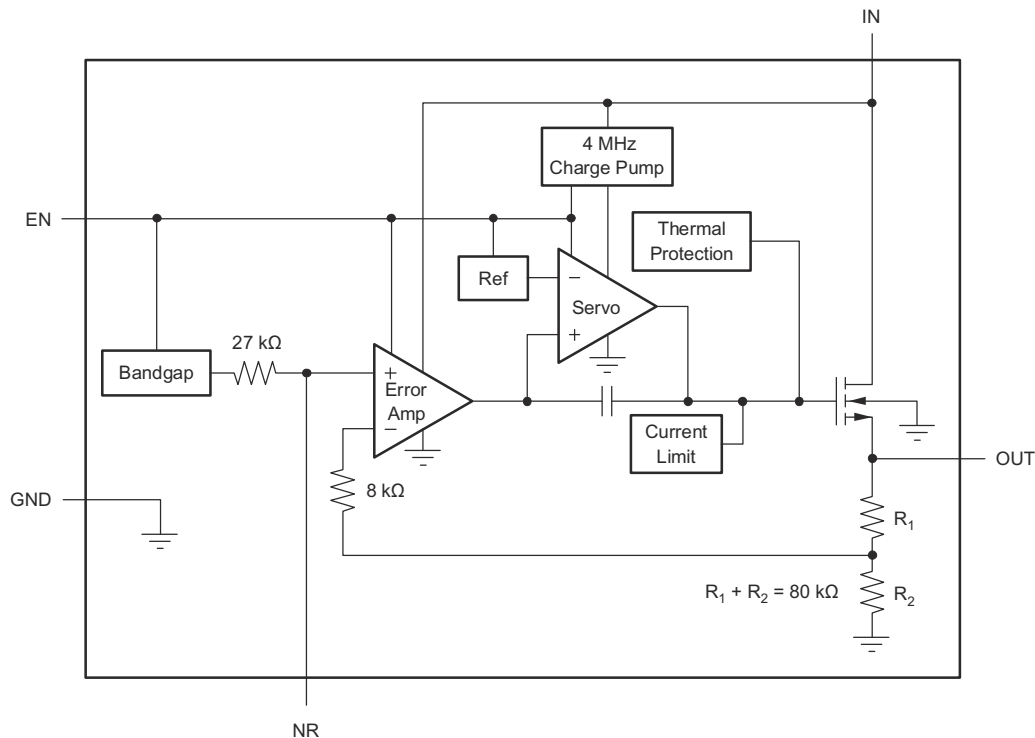 IN
4 MHz
Charge Pump
EN
Thermal
Protection
Ref
−
Servo
+
27 kΩ
Bandgap
+
Error
Amp
−
Current
Limit
OUT
8 kΩ
GND
R1
R1 + R2 = 80 kΩ
R2
NR